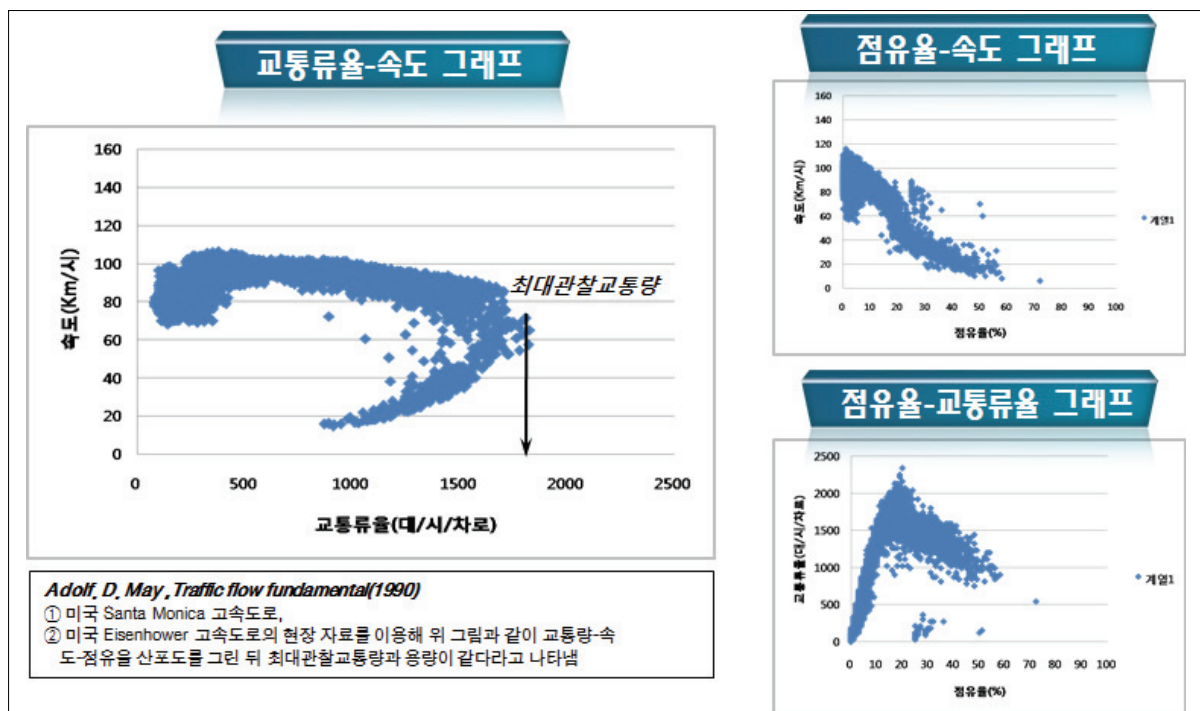 교통류율-속도 그래프
160
140
120
100
80
60
40
20
0
속도(Km/시)
최대관찰교통량
0 500 1000 1500 2000 2500
교통류율(대/시/차로)
Adolf. D. May , Traffic flow fundamental(1990)
① 미국 Santa Monica 고속도로,
② 미국 Eisenhower 고속도로의 현장 자료를 이용해 위 그림과 같이 교통량-속
도-점유율 산포도를 그린 뒤 최대관찰교통량과 용량이 같다라고 나타냄
점유율-속도 그래프
160
140
120
100
80
60
40
20
0
속도(Km/시)
0 10 20 30 40 50 60 70 80 90 100
점유율(%)
계열1
점유율-교통류율 그래프
2500
2000
1500
1000
500
0
교통류율(대/시/차로)
0 10 20 30 40 50 60 70 80 90 100
점유율(%)
계열1